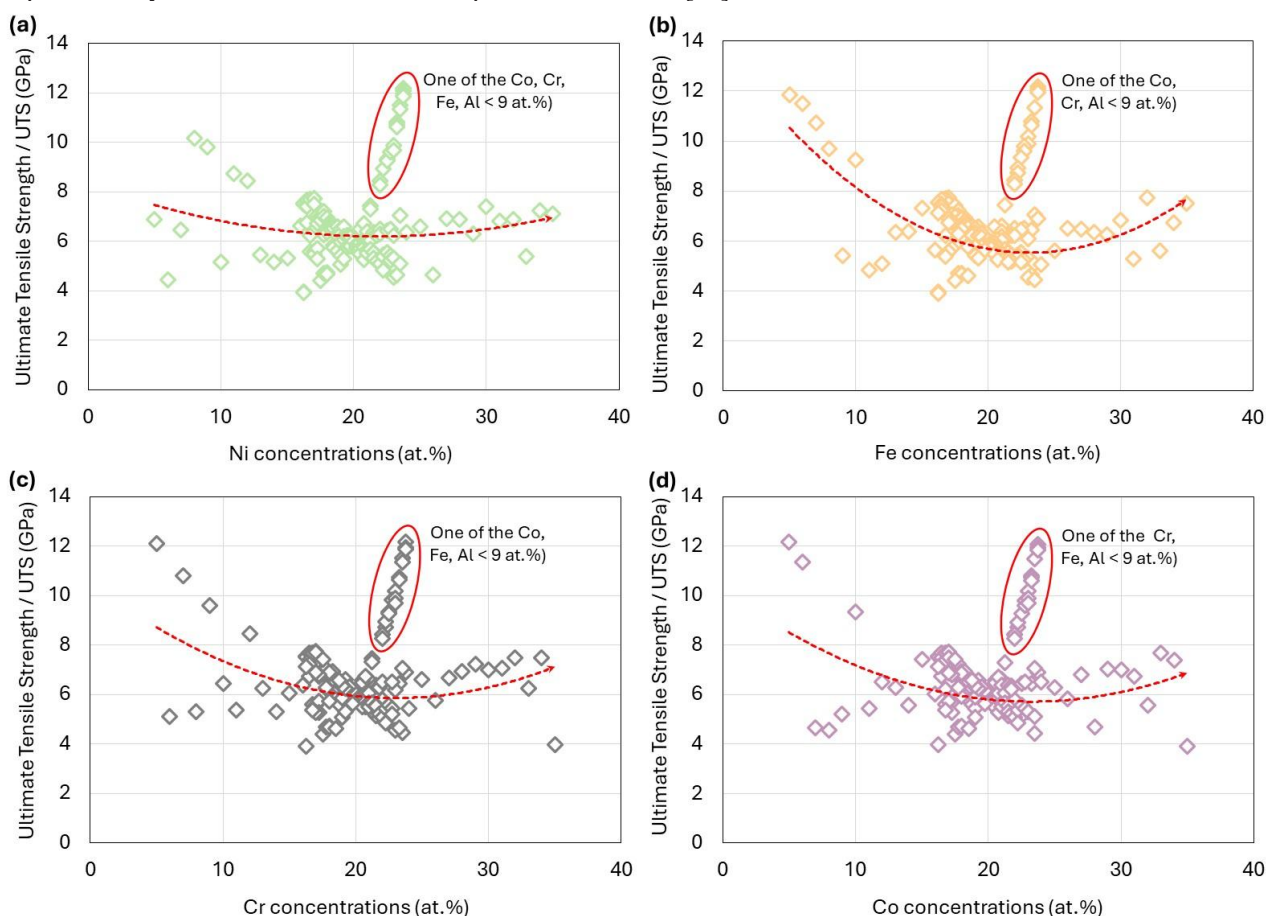 (a)
14
12
10
8
6
4
2
0
Ultimate Tensile Strength / UTS (GPa)
One of the Co, Cr,
Fe, Al < 9 at.%)
0 10 20 30 40
Ni concentrations (at.%)
(b)
14
12
10
8
6
4
2
0
Ultimate Tensile Strength / UTS (GPa)
One of the Co,
Cr, Al < 9 at.%)
0 10 20 30 40
Fe concentrations (at.%)
(c)
14
12
10
8
6
4
2
0
Ultimate Tensile Strength / UTS (GPa)
One of the Co,
Fe, Al < 9 at.%)
0 10 20 30 40
Cr concentrations (at.%)
(d)
14
12
10
8
6
4
2
0
Ultimate Tensile Strength / UTS (GPa)
One of the Cr,
Fe, Al < 9 at.%)
0 10 20 30 40
Co concentrations (at.%)